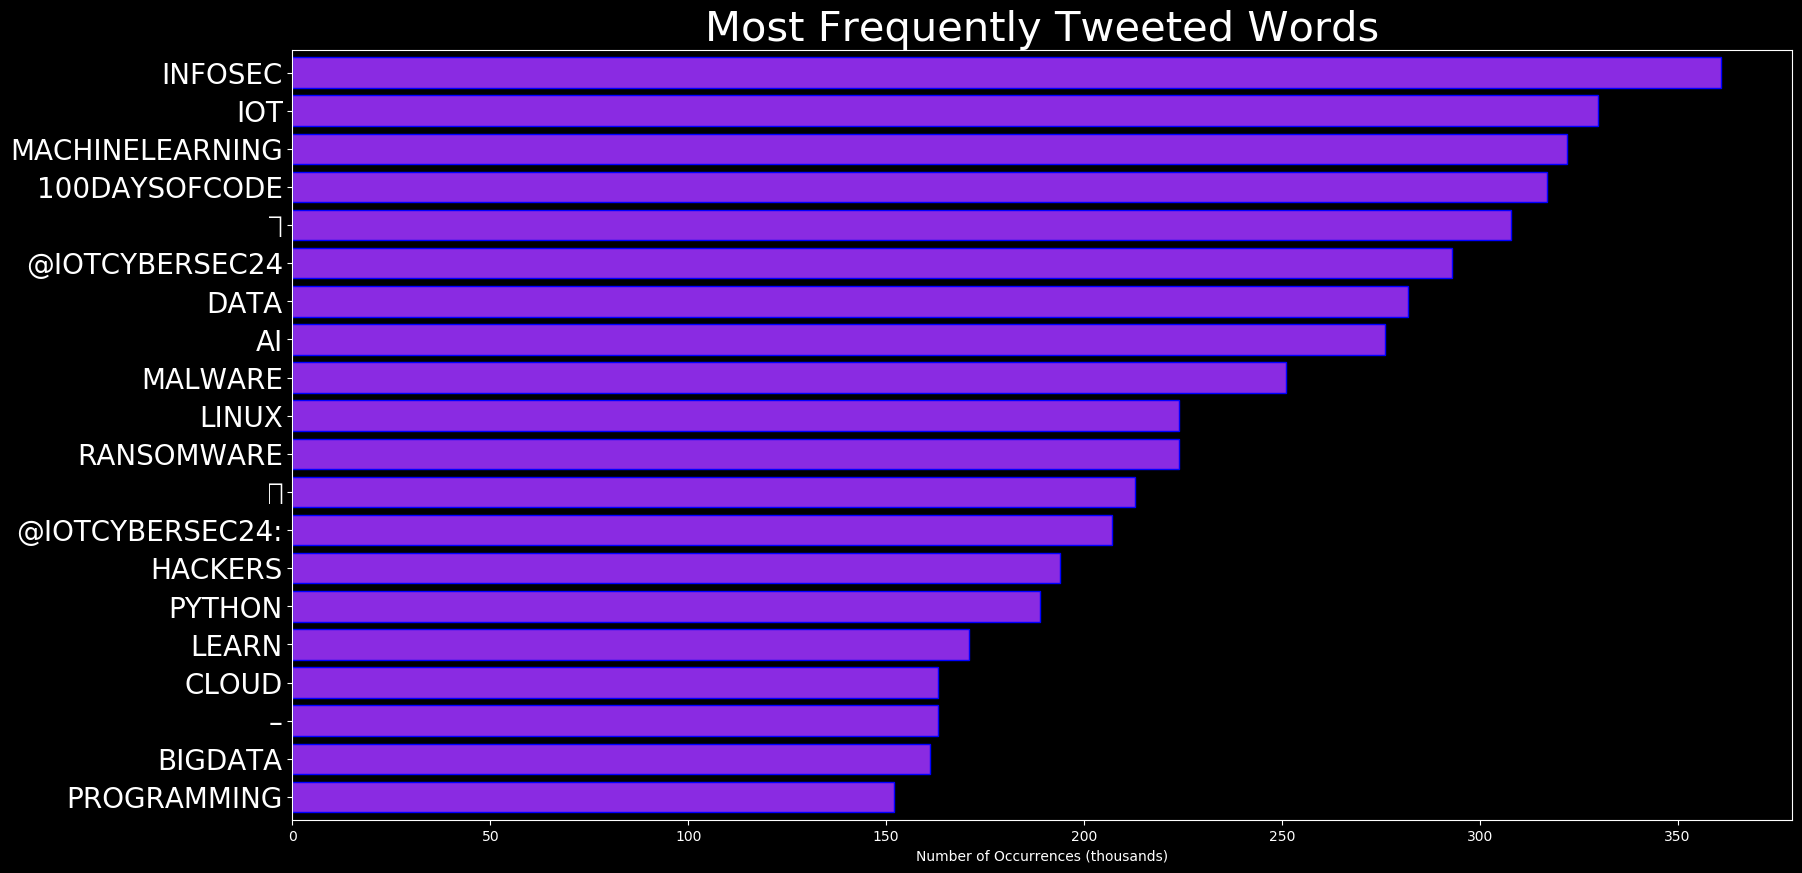 Most Frequently Tweeted Words
INFOSEC
IOT
MACHINELEARNING
100DAYSOFCODE
@IOTCYBERSEC24
DATA
AI
MALWARE
LINUX
RANSOMWARE
@IOTCYBERSEC24:
HACKERS
PYTHON
LEARN
CLOUD
–
BIGDATA
PROGRAMMING
0 50 100 150 200 250 300 350
Number of Occurrences (thousands)